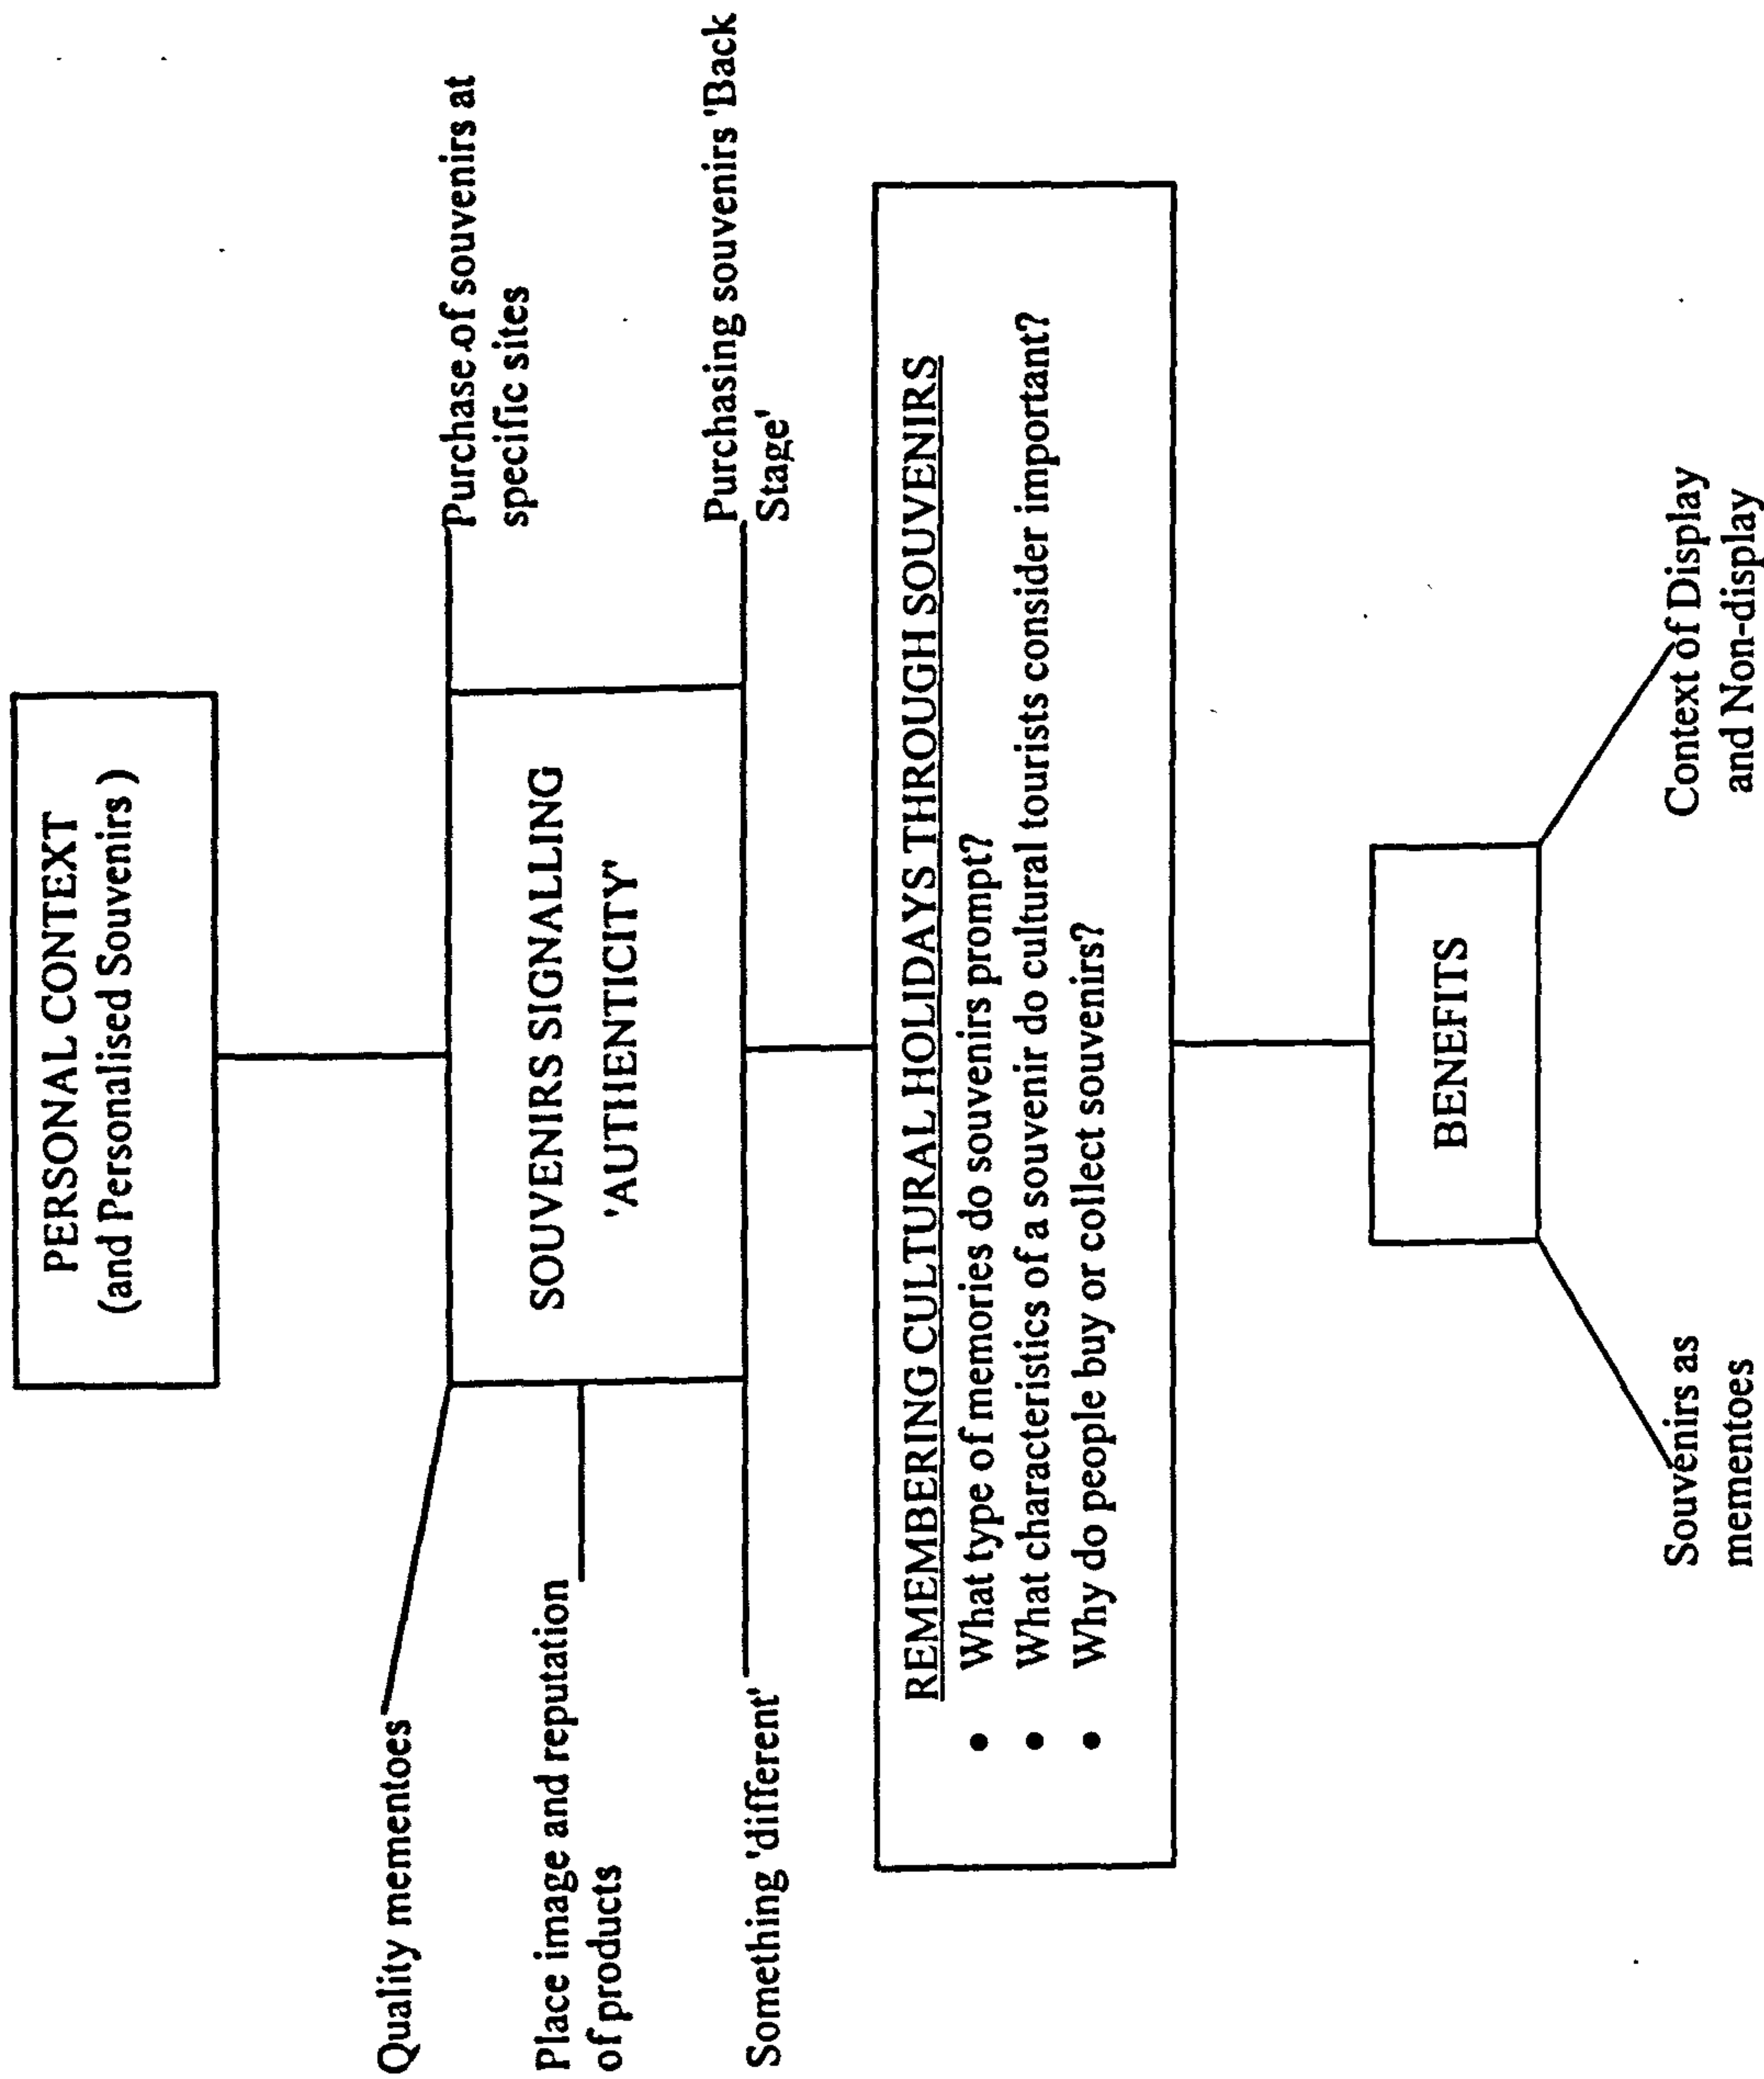 PERSONAL CONTEXT
(and Personalised Souvenirs )
Quality mementoes
Purchase of souvenirs at
specific sites
SOUVENIRS SIGNALLING
'AUTHENTICITY'
Place image and reputation
of products
Something 'different'
Purchasing souvenirs 'Back
Stage'
REMEMBERING CULTURAL HOLIDAYS THROUGH SOUVENIRS
• What type of memories do souvenirs prompt?
• What characteristics of a souvenir do cultural tourists consider important?
• Why do people buy or collect souvenirs?
BENEFITS
Souvenirs as
mementoes
Context of Display
and Non-display